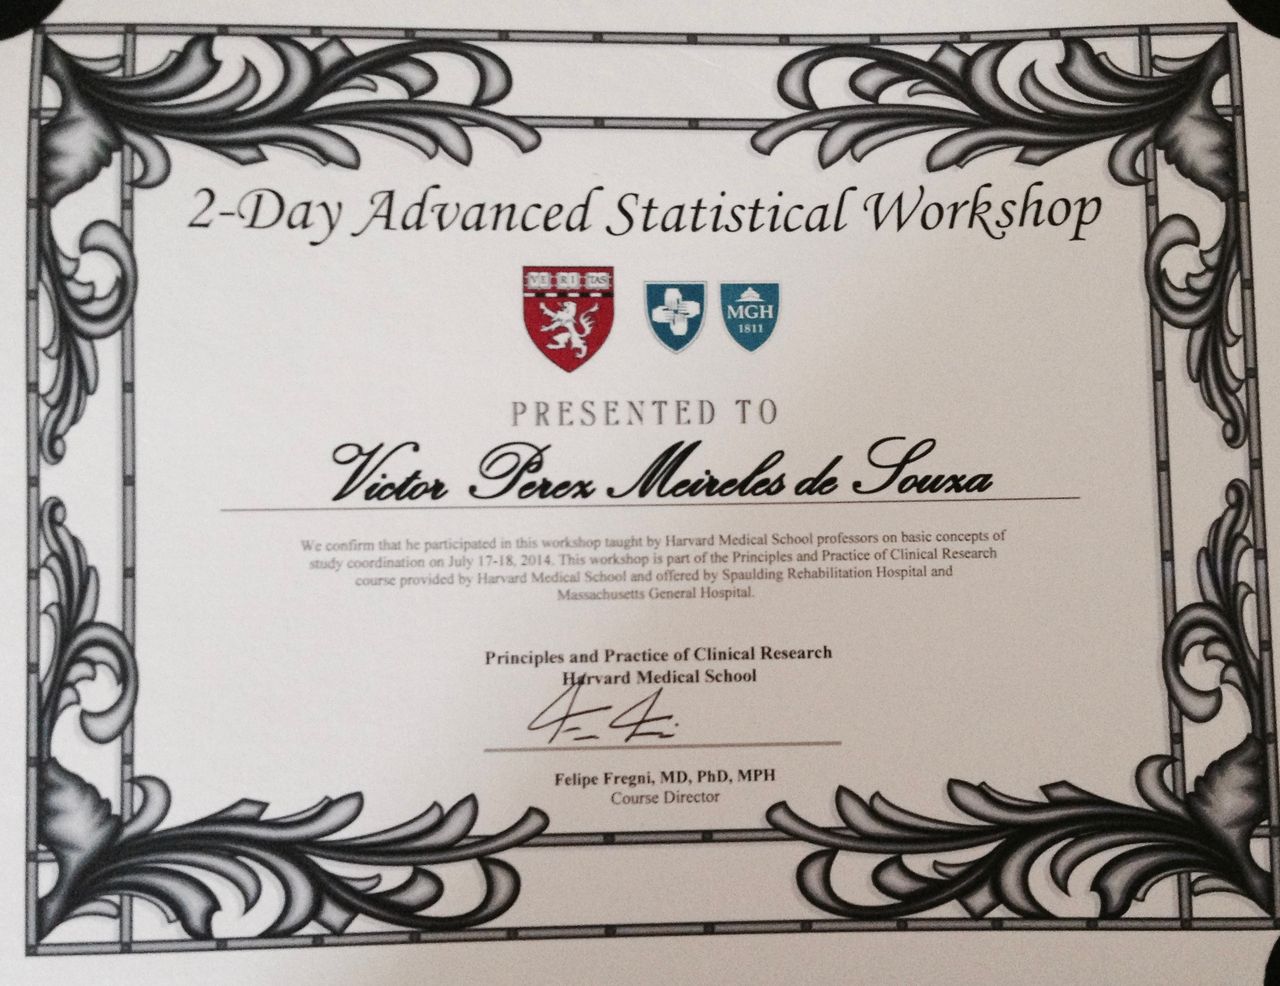 2-Day Advanced Statistical Workshop
VE RI TAS
MGH
1811
PRESENTED TO
Victor Perez Meireles de Souza
We confirm that he participated in this workshop taught by Harvard Medical School professors on basic concepts of
study coordination on July 17-18, 2014. This workshop is part of the Principles and Practice of Clinical Research
course provided by Harvard Medical School and offered by Spaulding Rehabilitation Hospital and
Massachusetts General Hospital.
Principles and Practice of Clinical Research
Harvard Medical School
Felipe Fregni, MD, PhD, MPH
Course Director